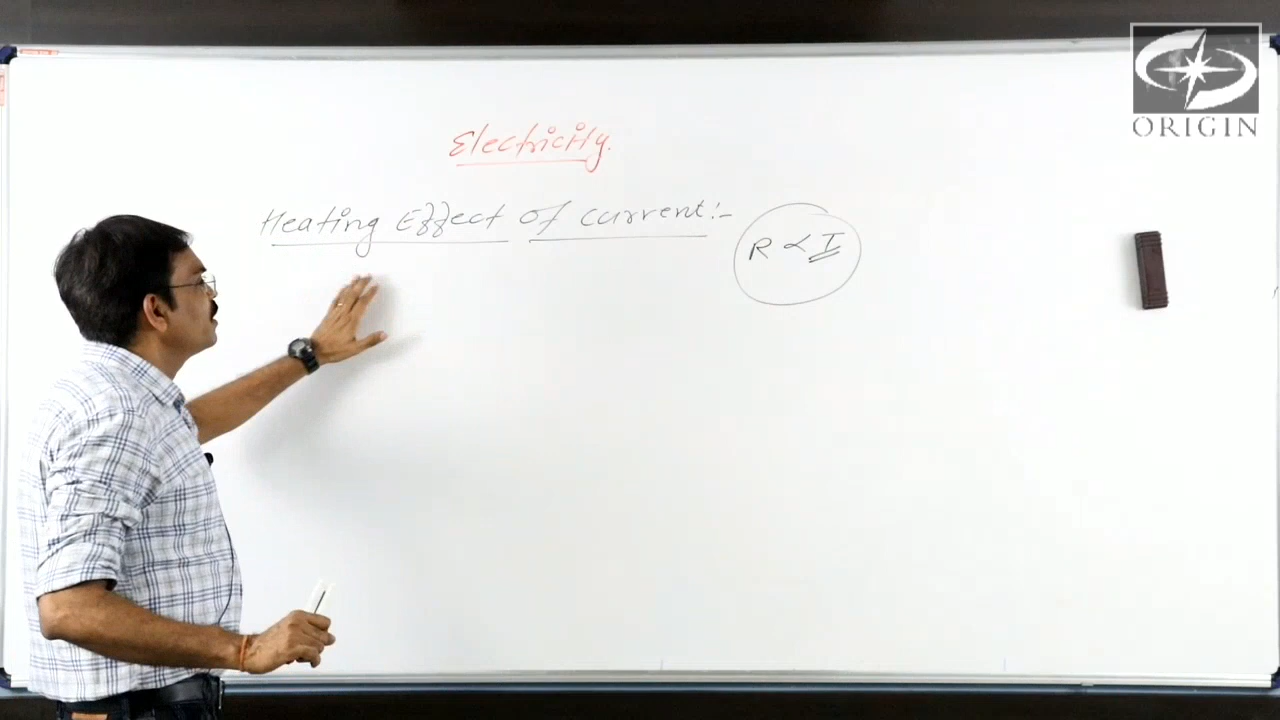 ORIGIN
Electricity.
Heating Effect of current:-
R ∝ I